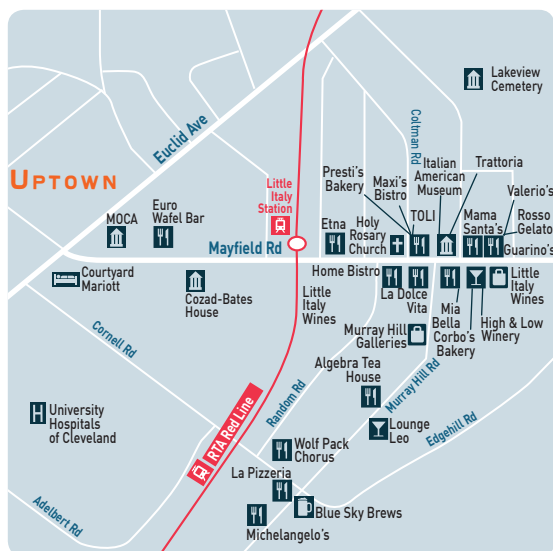 Lakeview
Cemetery
Euclid Ave
Coltman Rd
UPTOWN
Little
Italy
Station
Presti's
Bakery
Maxi's
Bistro
Italian
American
Museum
Trattoria
TOLI
Valerio's
MOCA
Euro
Wafel Bar
Etna
Holy
Rosary
Church
Mama
Santa's
Rosso
Gelato
Guarino's
Mayfield Rd
Courtyard
Mariott
Cozad-Bates
House
Little
Italy
Wines
Home Bistro
La Dolce
Vita
Mia
Bella
Corbo's
Bakery
High & Low
Winery
Little
Italy
Wines
Murray Hill
Galleries
Cornell Rd
Random Rd
Algebra Tea
House
Murray Hill Rd
H
University
Hospitals
of Cleveland
RTA Red Line
Lounge
Leo
Edgehill Rd
Wolf Pack
Chorus
La Pizzeria
Blue Sky Brews
Michelangelo's
Adelbert Rd